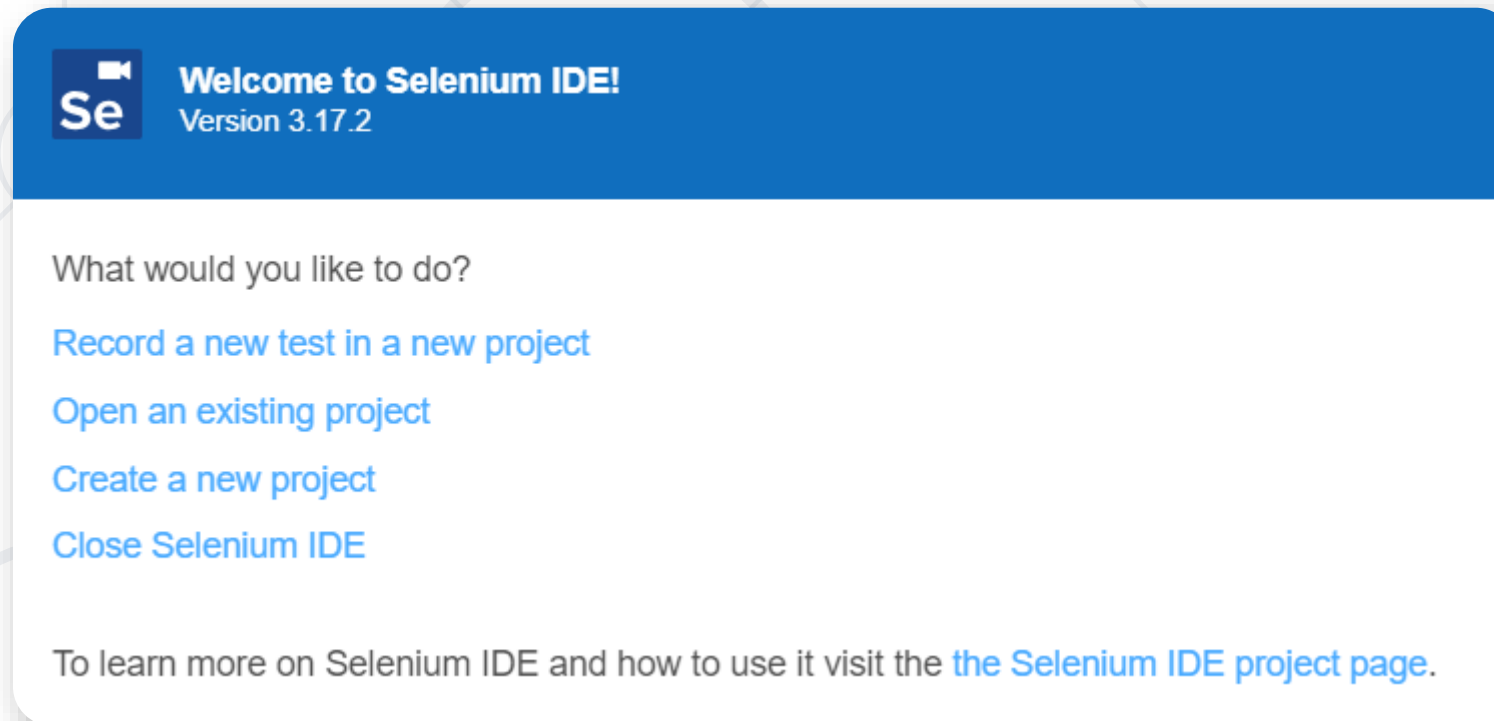 Se
Welcome to Selenium IDE!
Version 3.17.2
What would you like to do?
Record a new test in a new project
Open an existing project
Create a new project
Close Selenium IDE
To learn more on Selenium IDE and how to use it visit the the Selenium IDE project page.